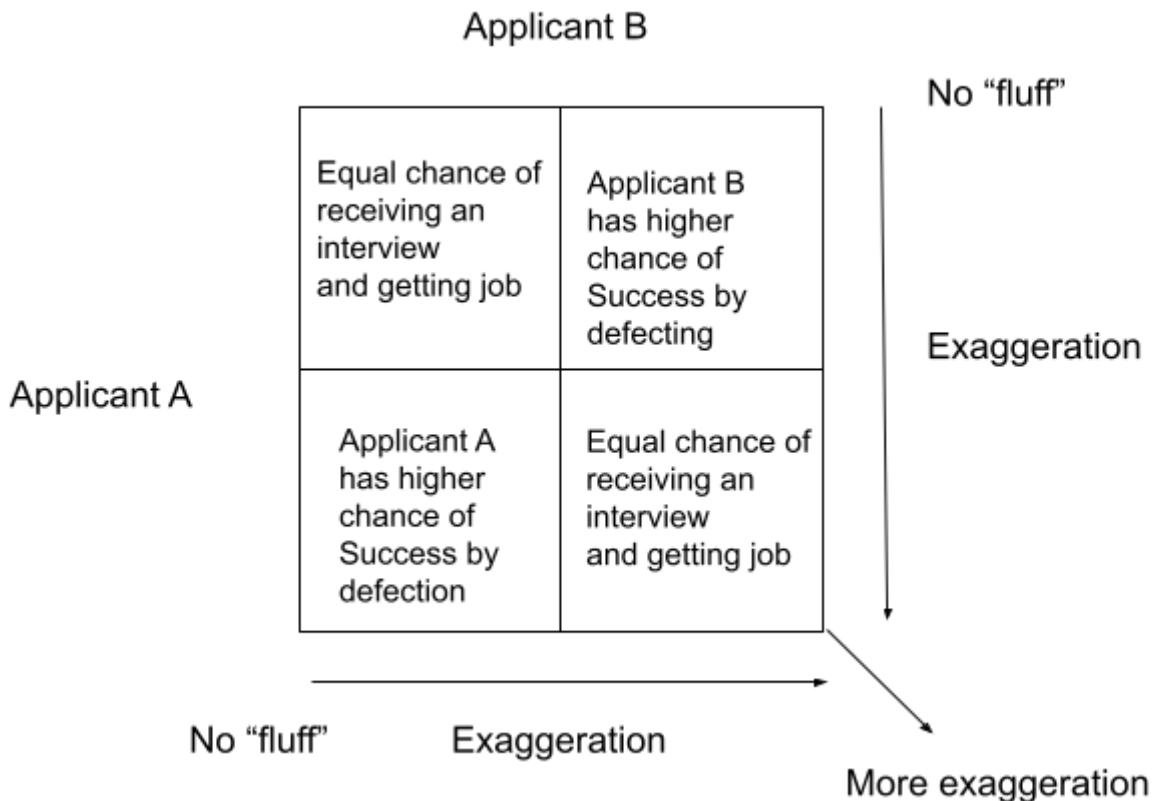 Applicant B
No “fluff”
Equal chance of
receiving an
interview
and getting job
Applicant B
has higher
chance of
Success by
defecting
Exaggeration
Applicant A
Applicant A
has higher
chance of
Success by
defection
Equal chance of
receiving an
interview
and getting job
No “fluff”
Exaggeration
More exaggeration